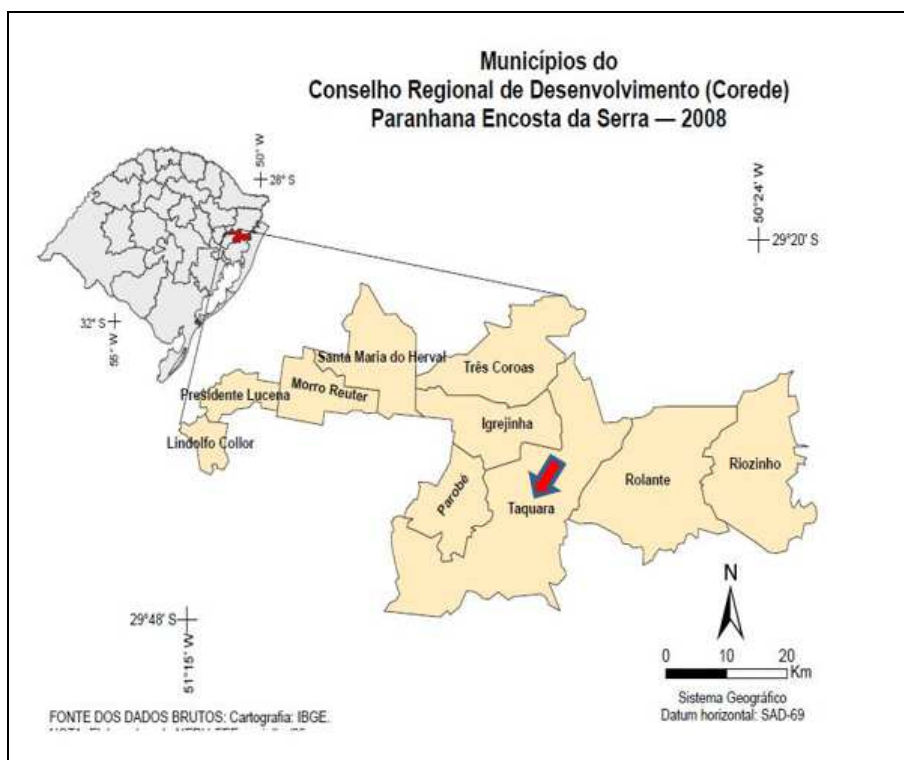 Municípios do
Conselho Regional de Desenvolvimento (Corede)
Paranhana Encosta da Serra — 2008
50° W
28° S
50°24' W
29°20' S
32° S
55° W
Santa Maria do Herval
Três Coroas
Presidente Lucena
Morro Reuter
Igrejinha
Lindolfo Collor
Parobé
Taquara
Rolante
Riozinho
N
29°48' S
51°15' W
0 10 20
Km
Sistema Geográfico
Datum horizontal: SAD-69
FONTE DOS DADOS BRUTOS: Cartografia: IBGE.